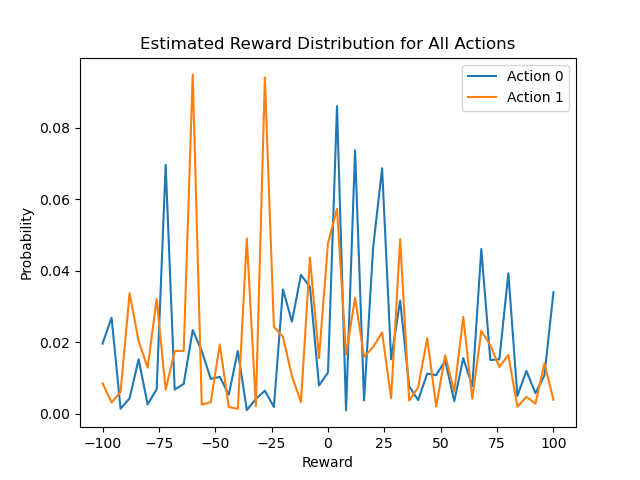 Estimated Reward Distribution for All Actions
Action 0
Action 1
Probability
0.08
0.06
0.04
0.02
0.00
−100
−75
−50
−25
0
25
50
75
100
Reward